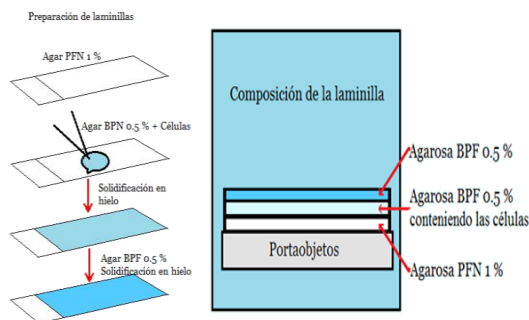 Preparación de laminillas
Agar PFN 1 %
Agar BPN 0.5 % + Células
Solidificación en
hielo
Agar BPF 0.5 %
Solidificación en hielo
Composición de la laminilla
Agarosa BPF 0.5 %
Agarosa BPF 0.5 %
conteniendo las células
Portaobjetos
Agarosa PFN 1 %